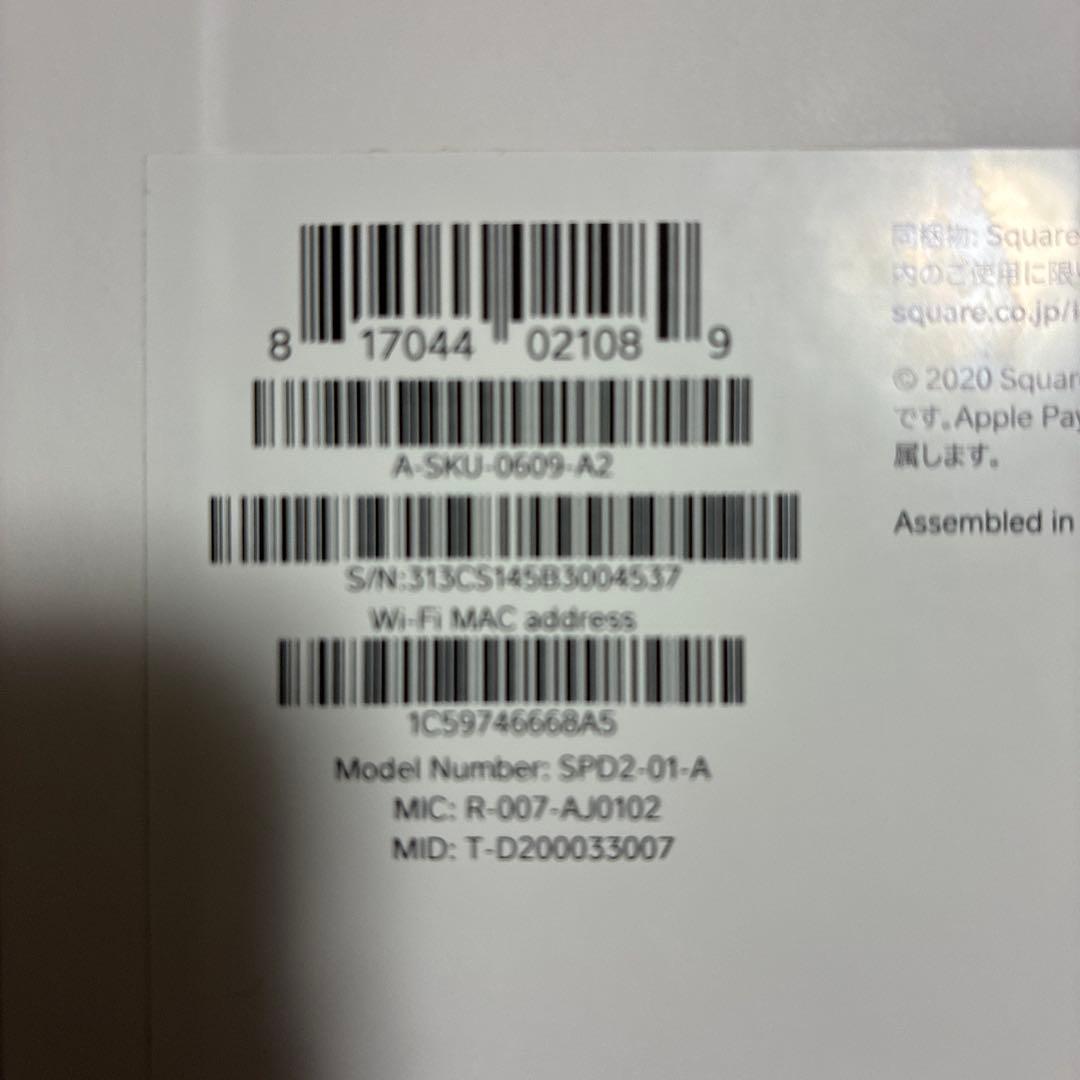 8 17044 02108 9
A-SKU-0609-A2
S/N:313CS145B3004537
Wi-Fi MAC address
1C59746668A5
Model Number: SPD2-01-A
MIC: R-007-AJ0102
MID: T-D200033007
同梱物: Square
内のご使用に限
square.co.jp/
© 2020 Squar
です。Apple Pay
属します。
Assembled in